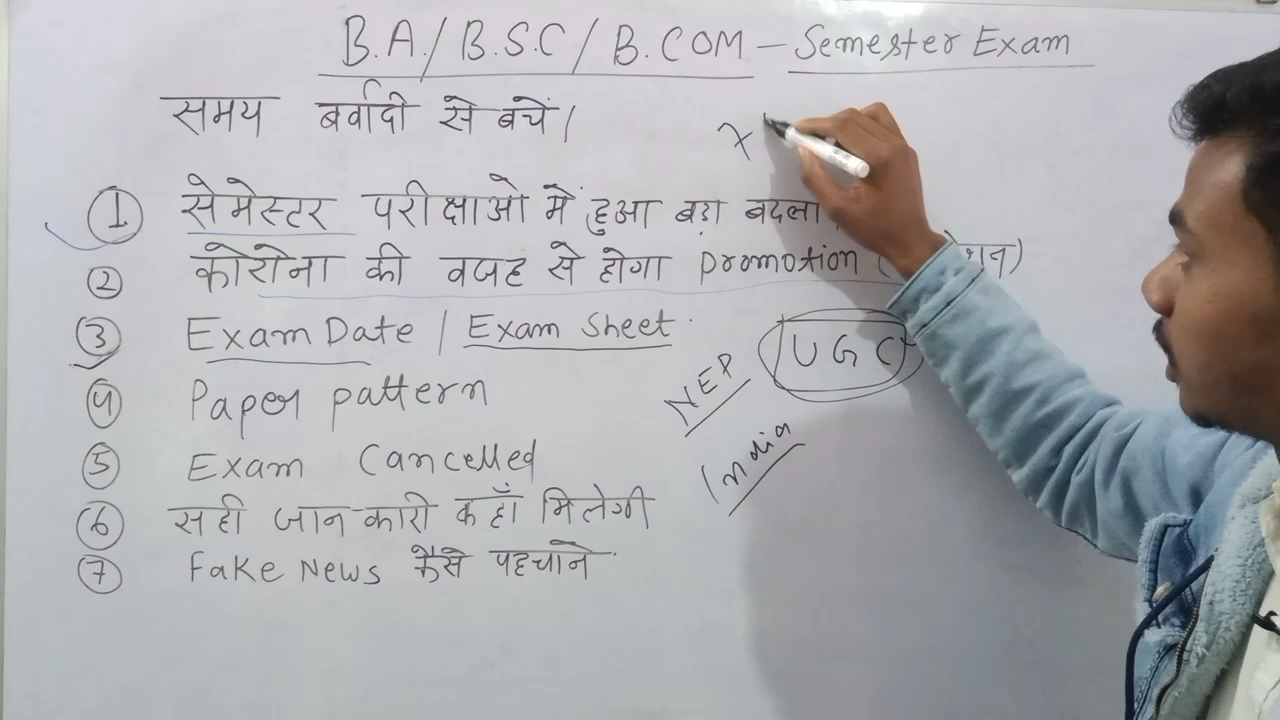 B.A./B.S.C/B.COM - Semester Exam
समय बर्वादी से बचें।
x
① सेमेस्टर परीक्षाओ में हुआ बड़ा बदला
② कोरोना की वजह से होगा promotion (
③ Exam Date / Exam Sheet.
④ Paper pattern
⑤ Exam Cancelled
⑥ सही जानकारी कहाँ मिलेगी
⑦ Fake News कैसे पहचाने.
NEP
UGC
India